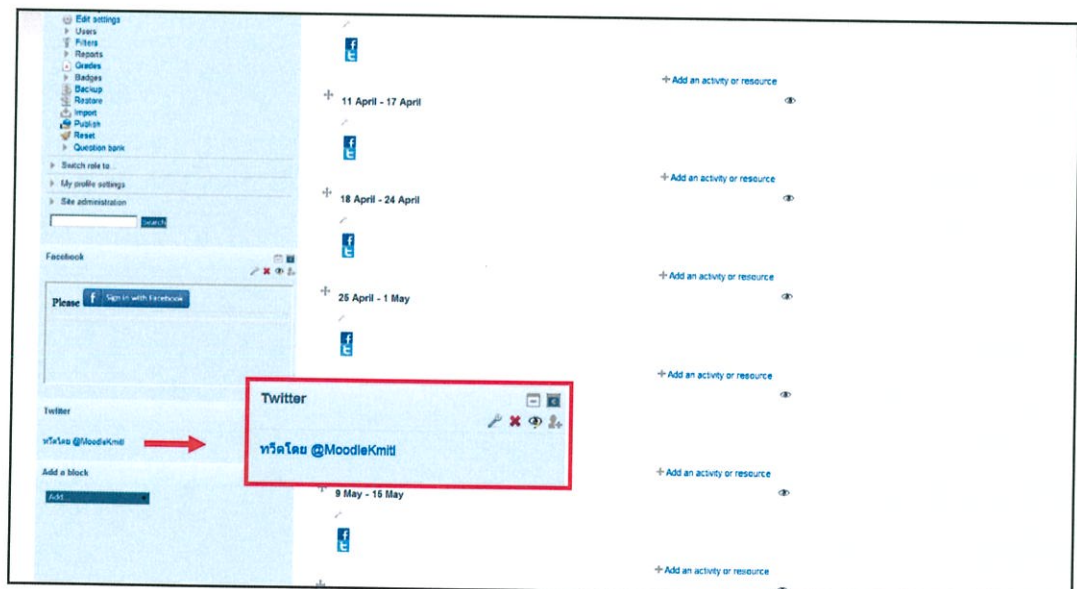 Edit settings
Users
Filters
Reports
Grades
Badges
Backup
Restore
Import
Publish
Reset
Question bank
Switch role to...
My profile settings
Site administration
Search
Facebook
Please f Sign in with Facebook
Twitter
ทวีตโดย @MoodleKmitl
Add a block
Add...
Add an activity or resource
11 April - 17 April
Add an activity or resource
18 April - 24 April
Add an activity or resource
25 April - 1 May
Add an activity or resource
Twitter
ทวีตโดย @MoodleKmitl
Add an activity or resource
9 May - 15 May
Add an activity or resource